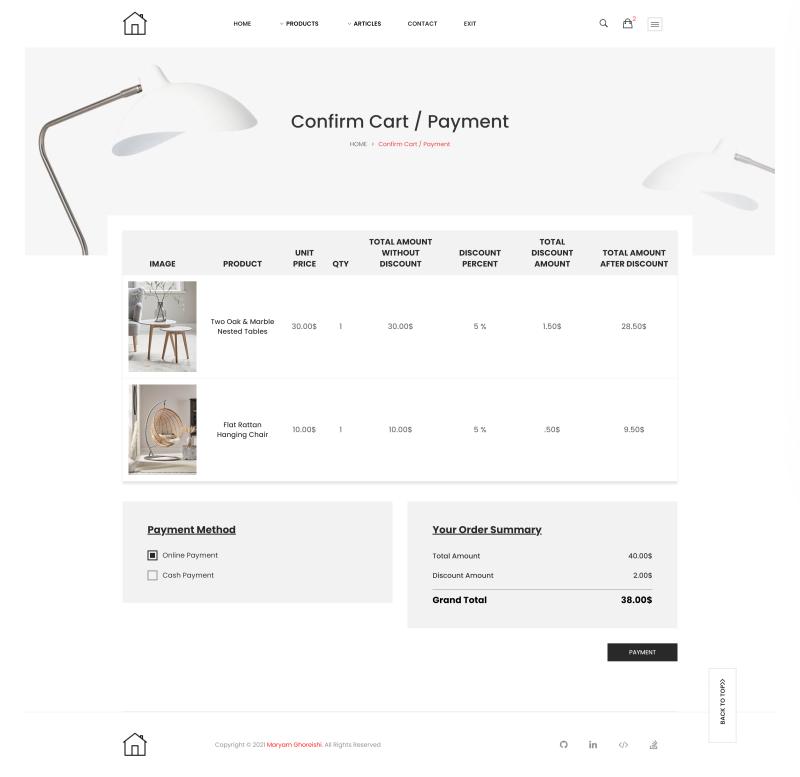 HOME
PRODUCTS
ARTICLES
CONTACT
EXIT
2
Confirm Cart / Payment
HOME > Confirm Cart / Payment
IMAGE
PRODUCT
UNIT
PRICE
QTY
TOTAL AMOUNT
WITHOUT
DISCOUNT
DISCOUNT
PERCENT
TOTAL
DISCOUNT
AMOUNT
TOTAL AMOUNT
AFTER DISCOUNT
Two Oak & Marble
Nested Tables
30.00$
1
30.00$
5 %
1.50$
28.50$
Flat Rattan
Hanging Chair
10.00$
1
10.00$
5 %
.50$
9.50$
Payment Method
Online Payment
Cash Payment
Your Order Summary
Total Amount 40.00$
Discount Amount 2.00$
Grand Total 38.00$
PAYMENT
BACK TO TOP
Copyright © 2021 Maryam Ghoreishi. All Rights Reserved